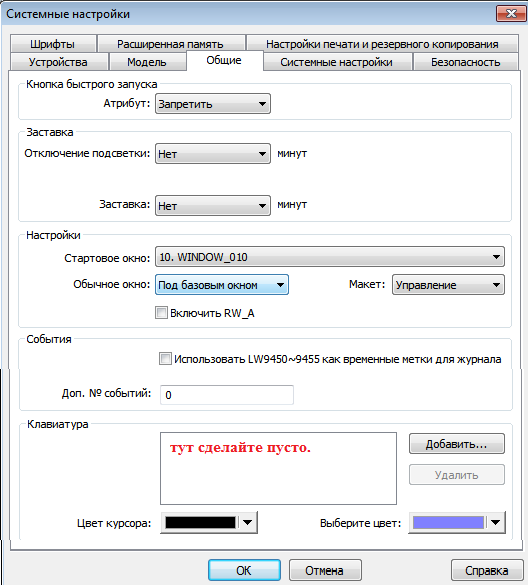 Системные настройки
Шрифты Расширенная память Настройки печати и резервного копирования
Устройства Модель Общие Системные настройки Безопасность
Кнопка быстрого запуска
Атрибут: Запретить
Заставка
Отключение подсветки: Нет минут
Заставка: Нет минут
Настройки
Стартовое окно: 10. WINDOW_010
Обычное окно: Под базовым окном Макет: Управление
Включить RW_A
События
Использовать LW9450~9455 как временные метки для журнала
Доп. № событий: 0
Клавиатура
тут сделайте пусто.
Добавить...
Удалить
Цвет курсора: Выберите цвет:
ОК Отмена Справка